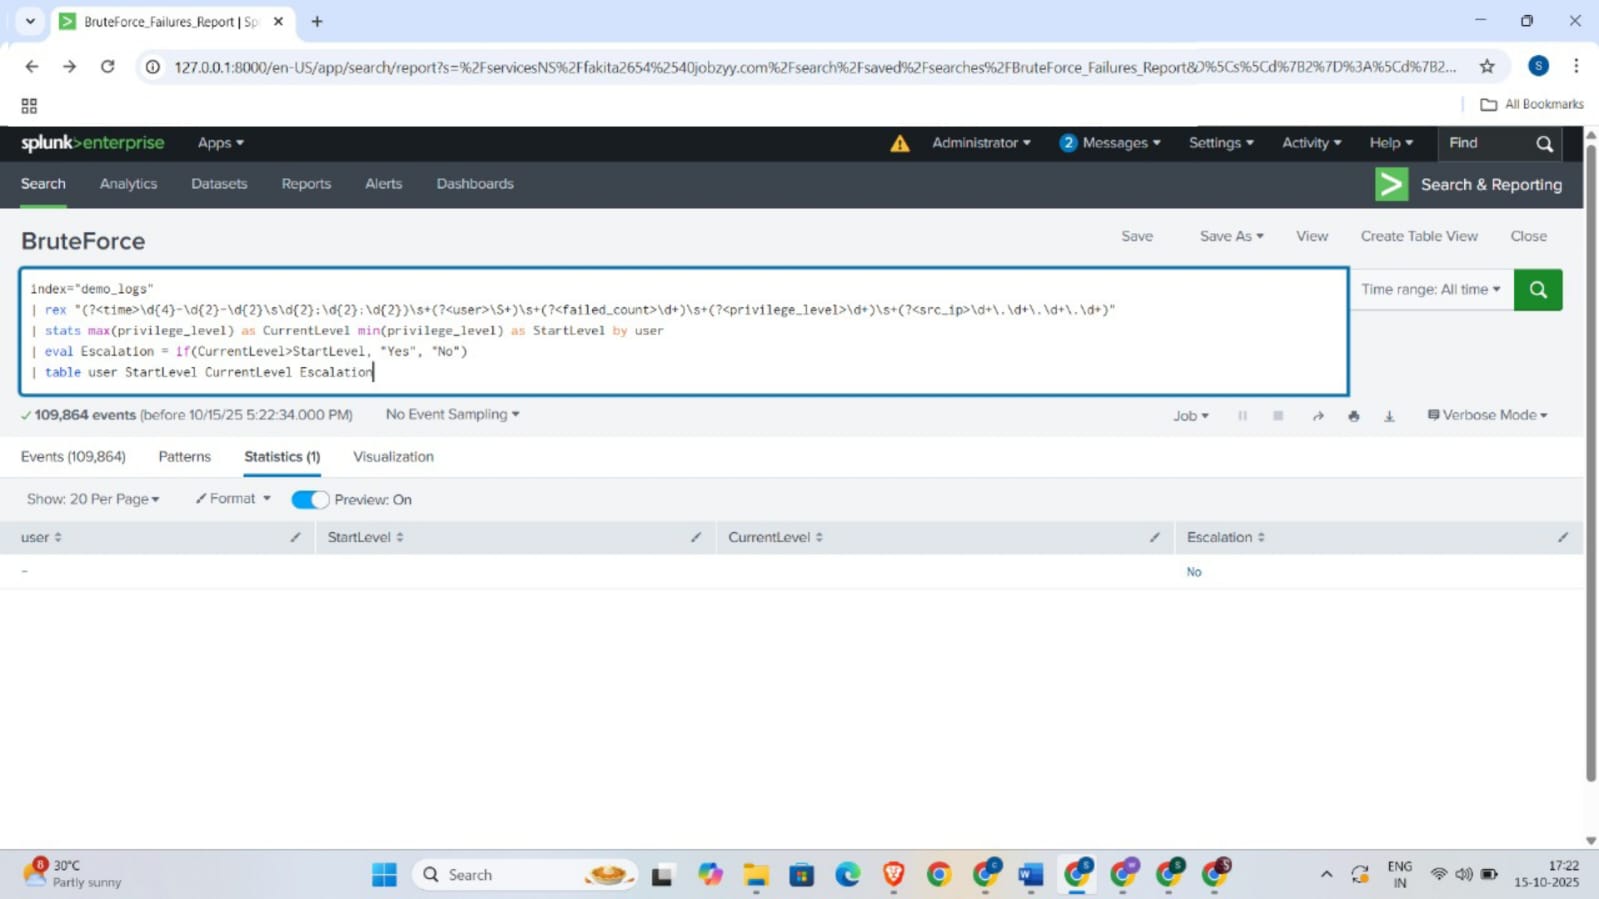 BruteForce_Failures_Report | Sp
127.0.0.1:8000/en-US/app/search/report?s=%2FservicesNS%2Ffakita2654%2540jobzyy.com%2Fsearch%2Fsaved%2Fsearches%2FBruteForce_Failures_Report&D%5Cs%5Cd%7B2%7D%3A%5Cd%7B2...
S
All Bookmarks
splunk>enterprise Apps Administrator 2 Messages Settings Activity Help Find
Search Analytics Datasets Reports Alerts Dashboards Search & Reporting
BruteForce Save Save As View Create Table View Close
index="demo_logs"
| rex "(?<time>\d{4}-\d{2}-\d{2}\s\d{2}:\d{2}:\d{2})\s+(?<user>\S+)\s+(?<failed_count>\d+)\s+(?<privilege_level>\d+)\s+(?<src_ip>\d+\.\d+\.\d+\.\d+)"
| stats max(privilege_level) as CurrentLevel min(privilege_level) as StartLevel by user
| eval Escalation = if(CurrentLevel>StartLevel, "Yes", "No")
| table user StartLevel CurrentLevel Escalation
Time range: All time
109,864 events (before 10/15/25 5:22:34.000 PM) No Event Sampling Job Verbose Mode
Events (109,864) Patterns Statistics (1) Visualization
Show: 20 Per Page Format Preview: On
user StartLevel CurrentLevel Escalation
- No
8 30°C
Partly sunny
Search
ENG
IN
17:22
15-10-2025